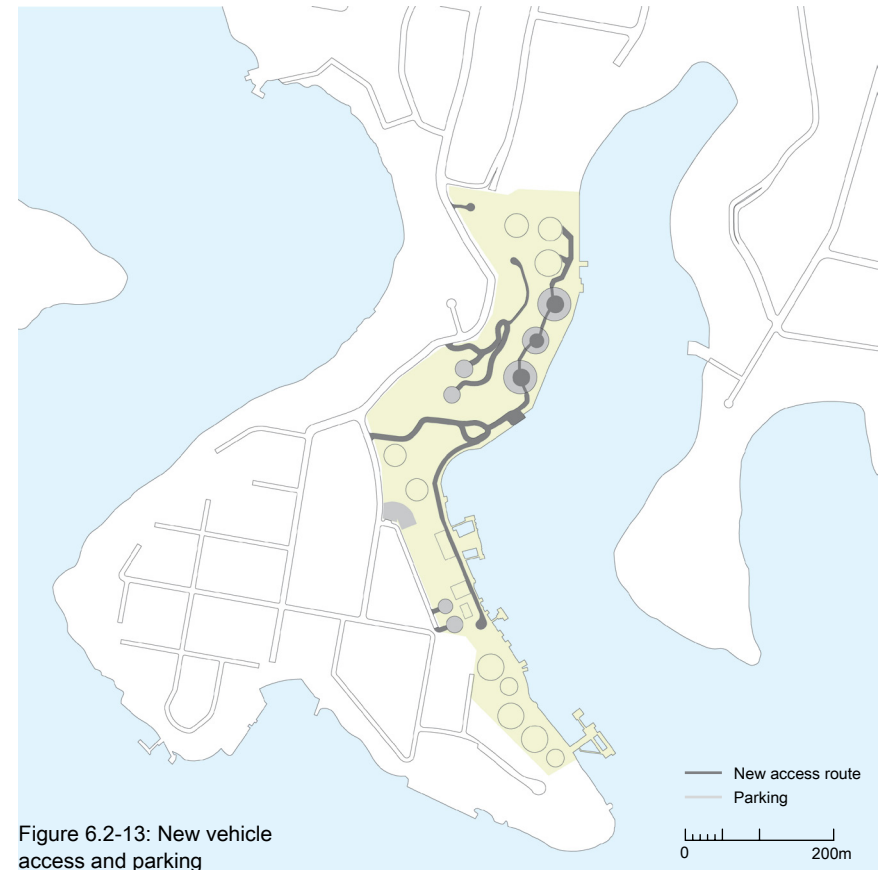 New access route
Parking
0 200m
Figure 6.2-13: New vehicle
access and parking